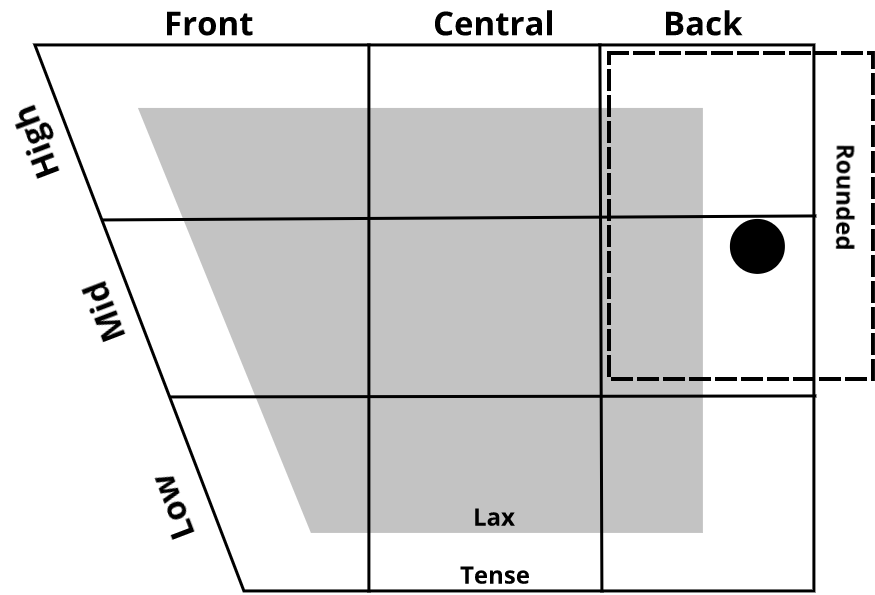 Front
Central
Back
High
Rounded
Mid
Low
Lax
Tense